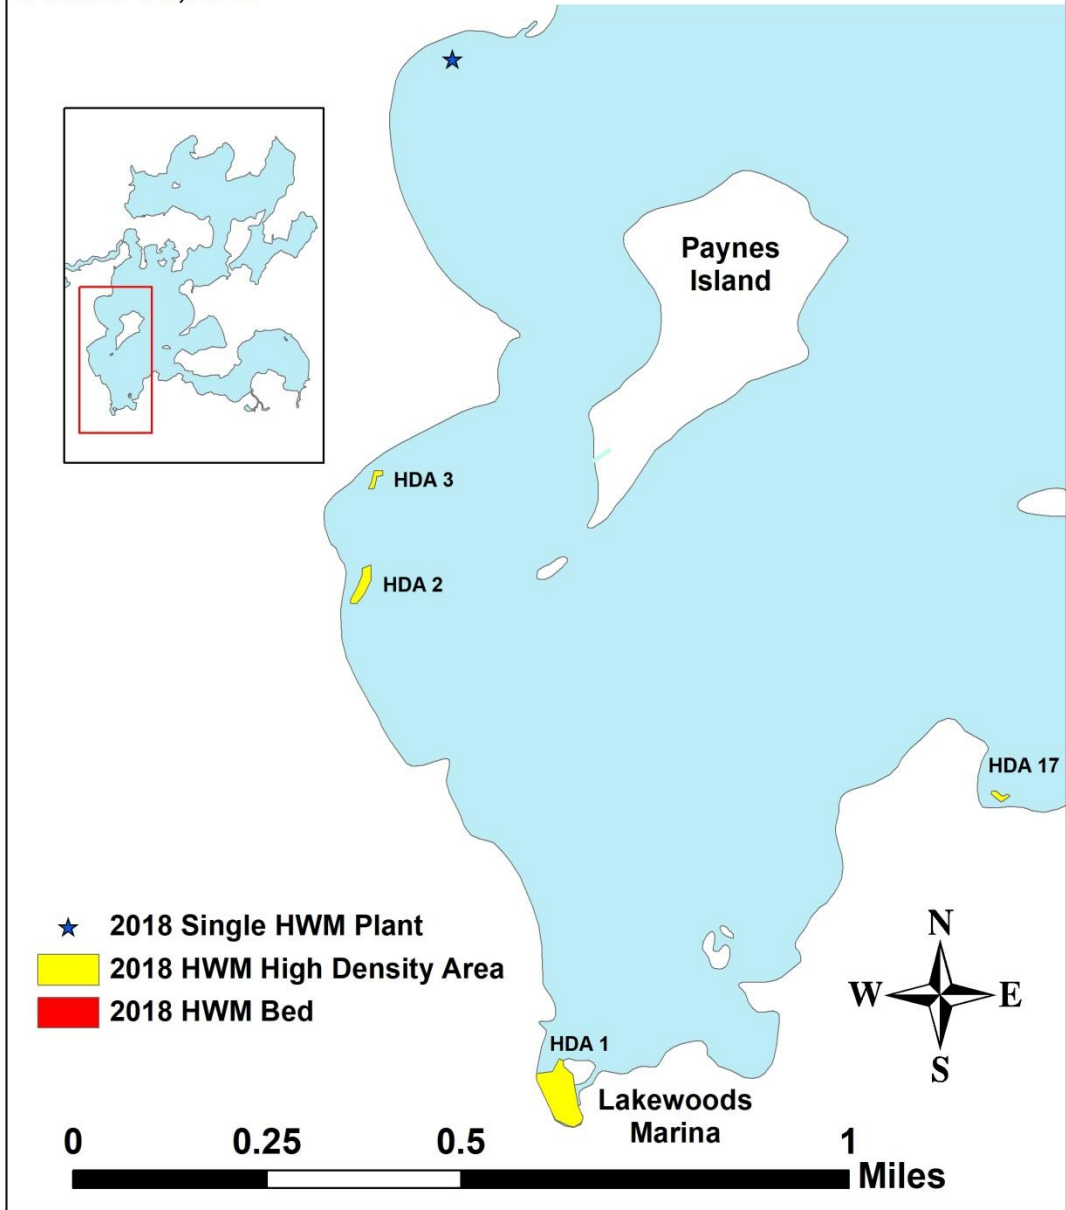 Paynes
Island
HDA 3
HDA 2
HDA 17
2018 Single HWM Plant
2018 HWM High Density Area
2018 HWM Bed
N
W E
S
HDA 1
Lakewoods
Marina
0 0.25 0.5 1
Miles